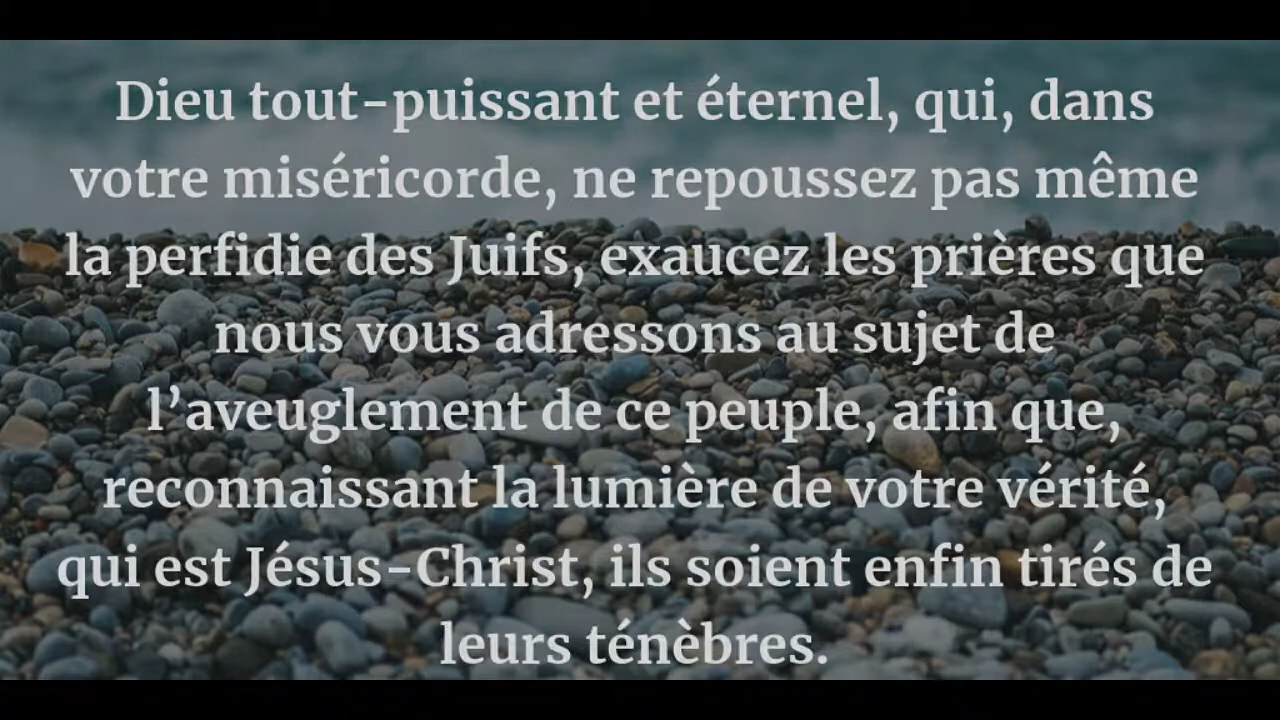 Dieu tout-puissant et éternel, qui, dans
votre miséricorde, ne repoussez pas même
la perfidie des Juifs, exaucez les prières que
nous vous adressons au sujet de
l’aveuglement de ce peuple, afin que,
reconnaissant la lumière de votre vérité,
qui est Jésus-Christ, ils soient enfin tirés de
leurs ténèbres.